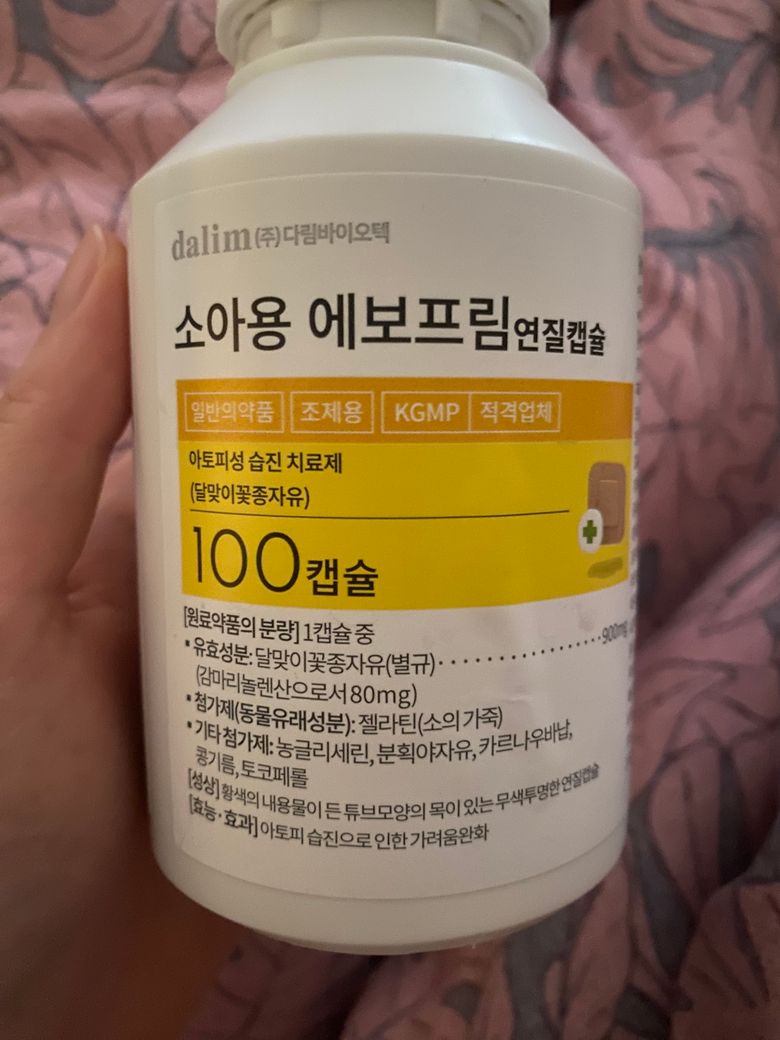 dalim (주)다림바이오텍
소아용 에보프림연질캡슐
일반의약품 조제용 KGMP 적격업체
아토피성 습진 치료제
(달맞이꽃종자유)
100캡슐
[원료약품의 분량] 1캡슐 중
▪유효성분: 달맞이꽃종자유(별규)·················900mg
(감마리놀렌산으로서 80mg)
▪첨가제(동물유래성분): 젤라틴(소의 가죽)
▪기타 첨가제: 농글리세린, 분획야자유, 카르나우바납,
콩기름, 토코페롤
[성상] 황색의 내용물이 든 튜브모양의 목이 있는 무색투명한 연질캡슐
[효능·효과] 아토피 습진으로 인한 가려움완화